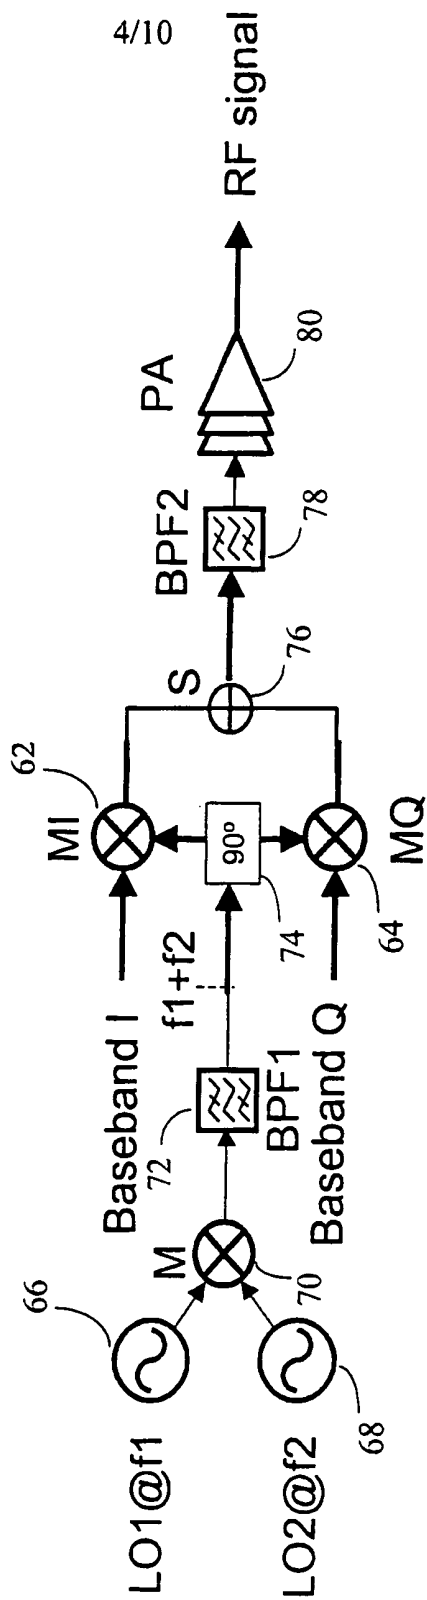 4/10
LO1@f1
LO2@f2
66
68
M
70
72
BPF1
f1+f2
Baseband I
Baseband Q
MI
62
90º
74
MQ
64
S
76
BPF2
78
PA
80
RF signal